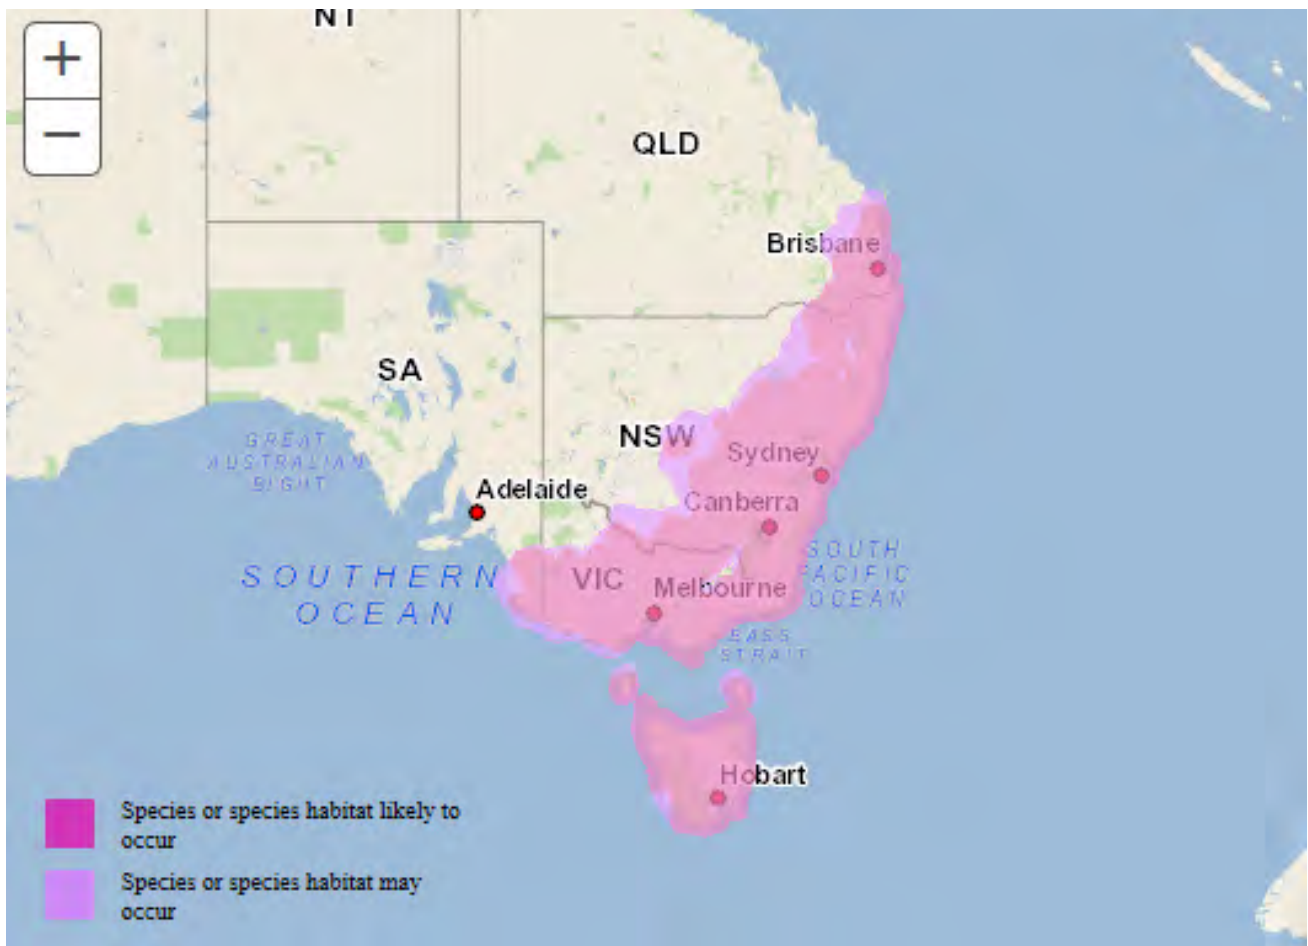 +
NT
−
QLD
Brisbane
SA
GREAT
AUSTRALIAN
BIGHT
NSW
Sydney
Adelaide
Canberra
SOUTHERN
OCEAN
SOUTH
PACIFIC
OCEAN
VIC
Melbourne
BASS
STRAIT
Hobart
Species or species habitat likely to
occur
Species or species habitat may
occur